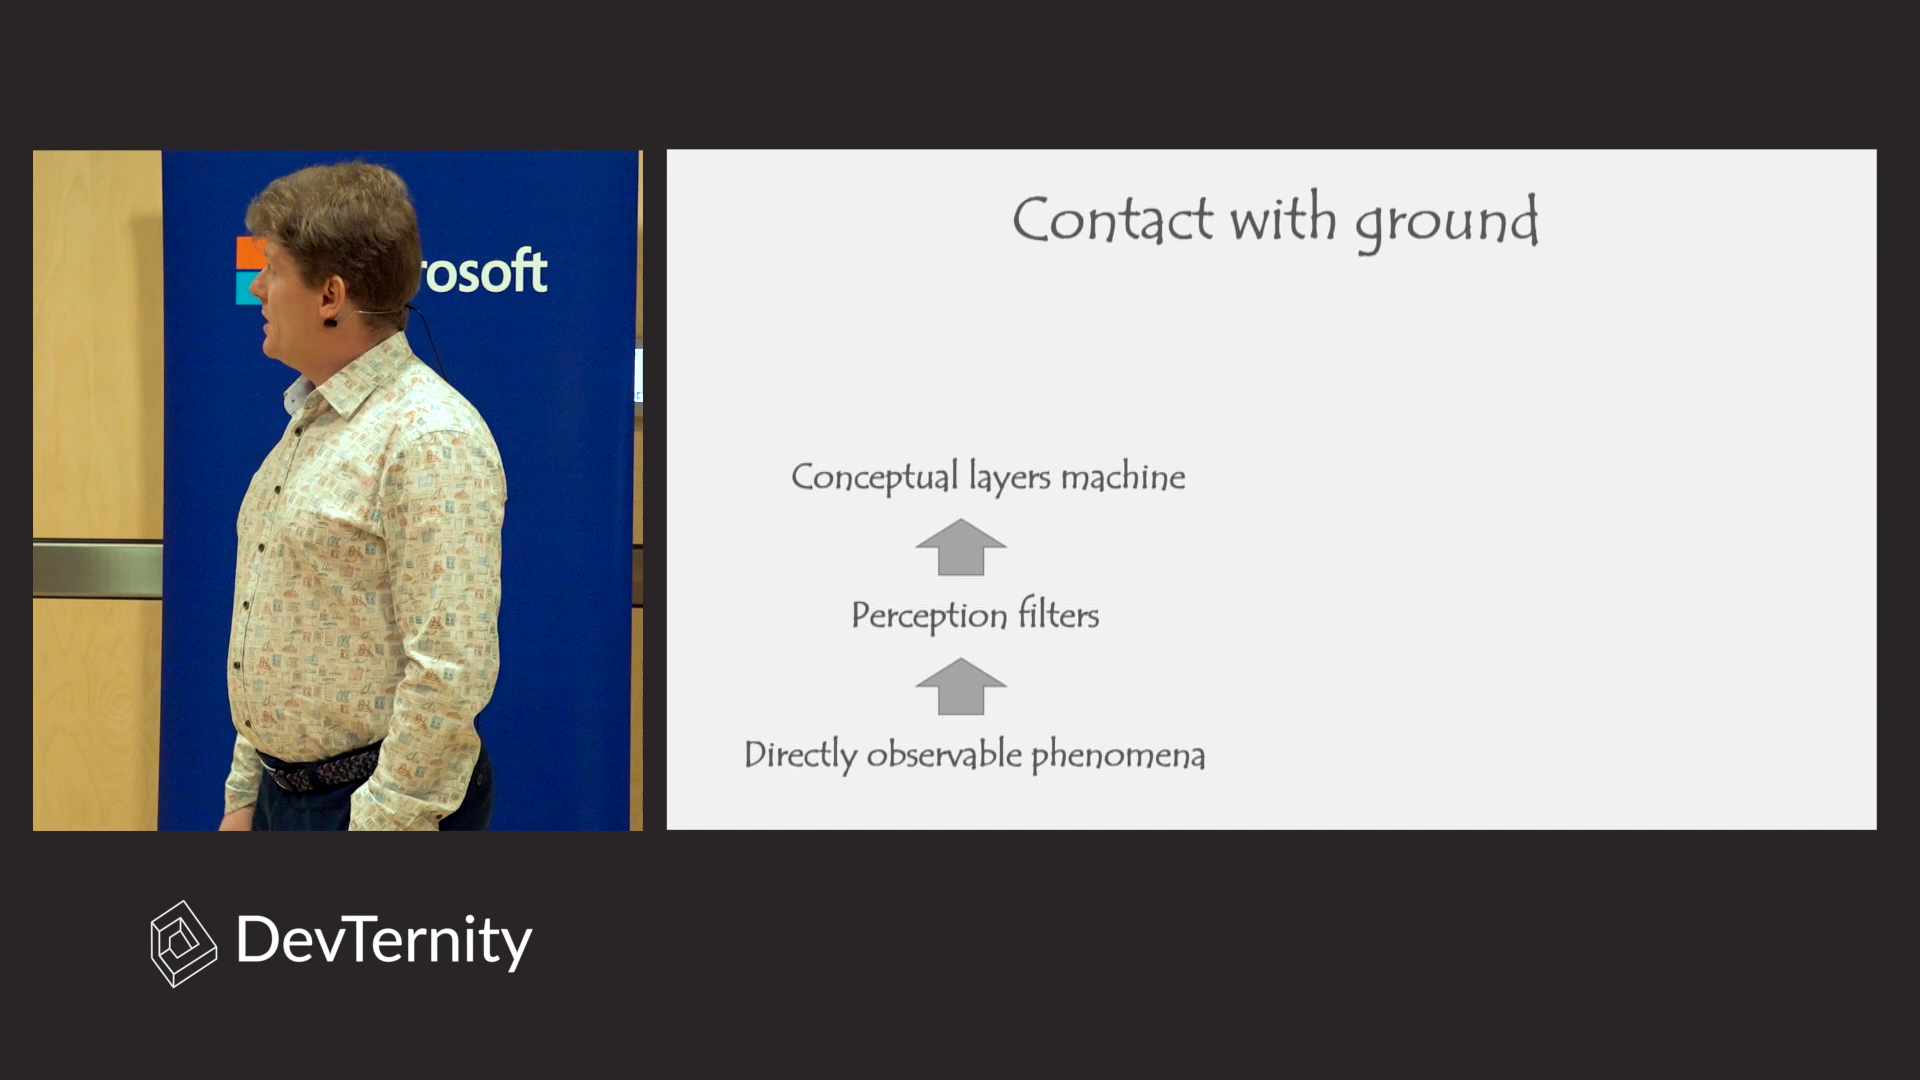 rosoft
Contact with ground
Conceptual layers machine
Perception filters
Directly observable phenomena
DevTernity